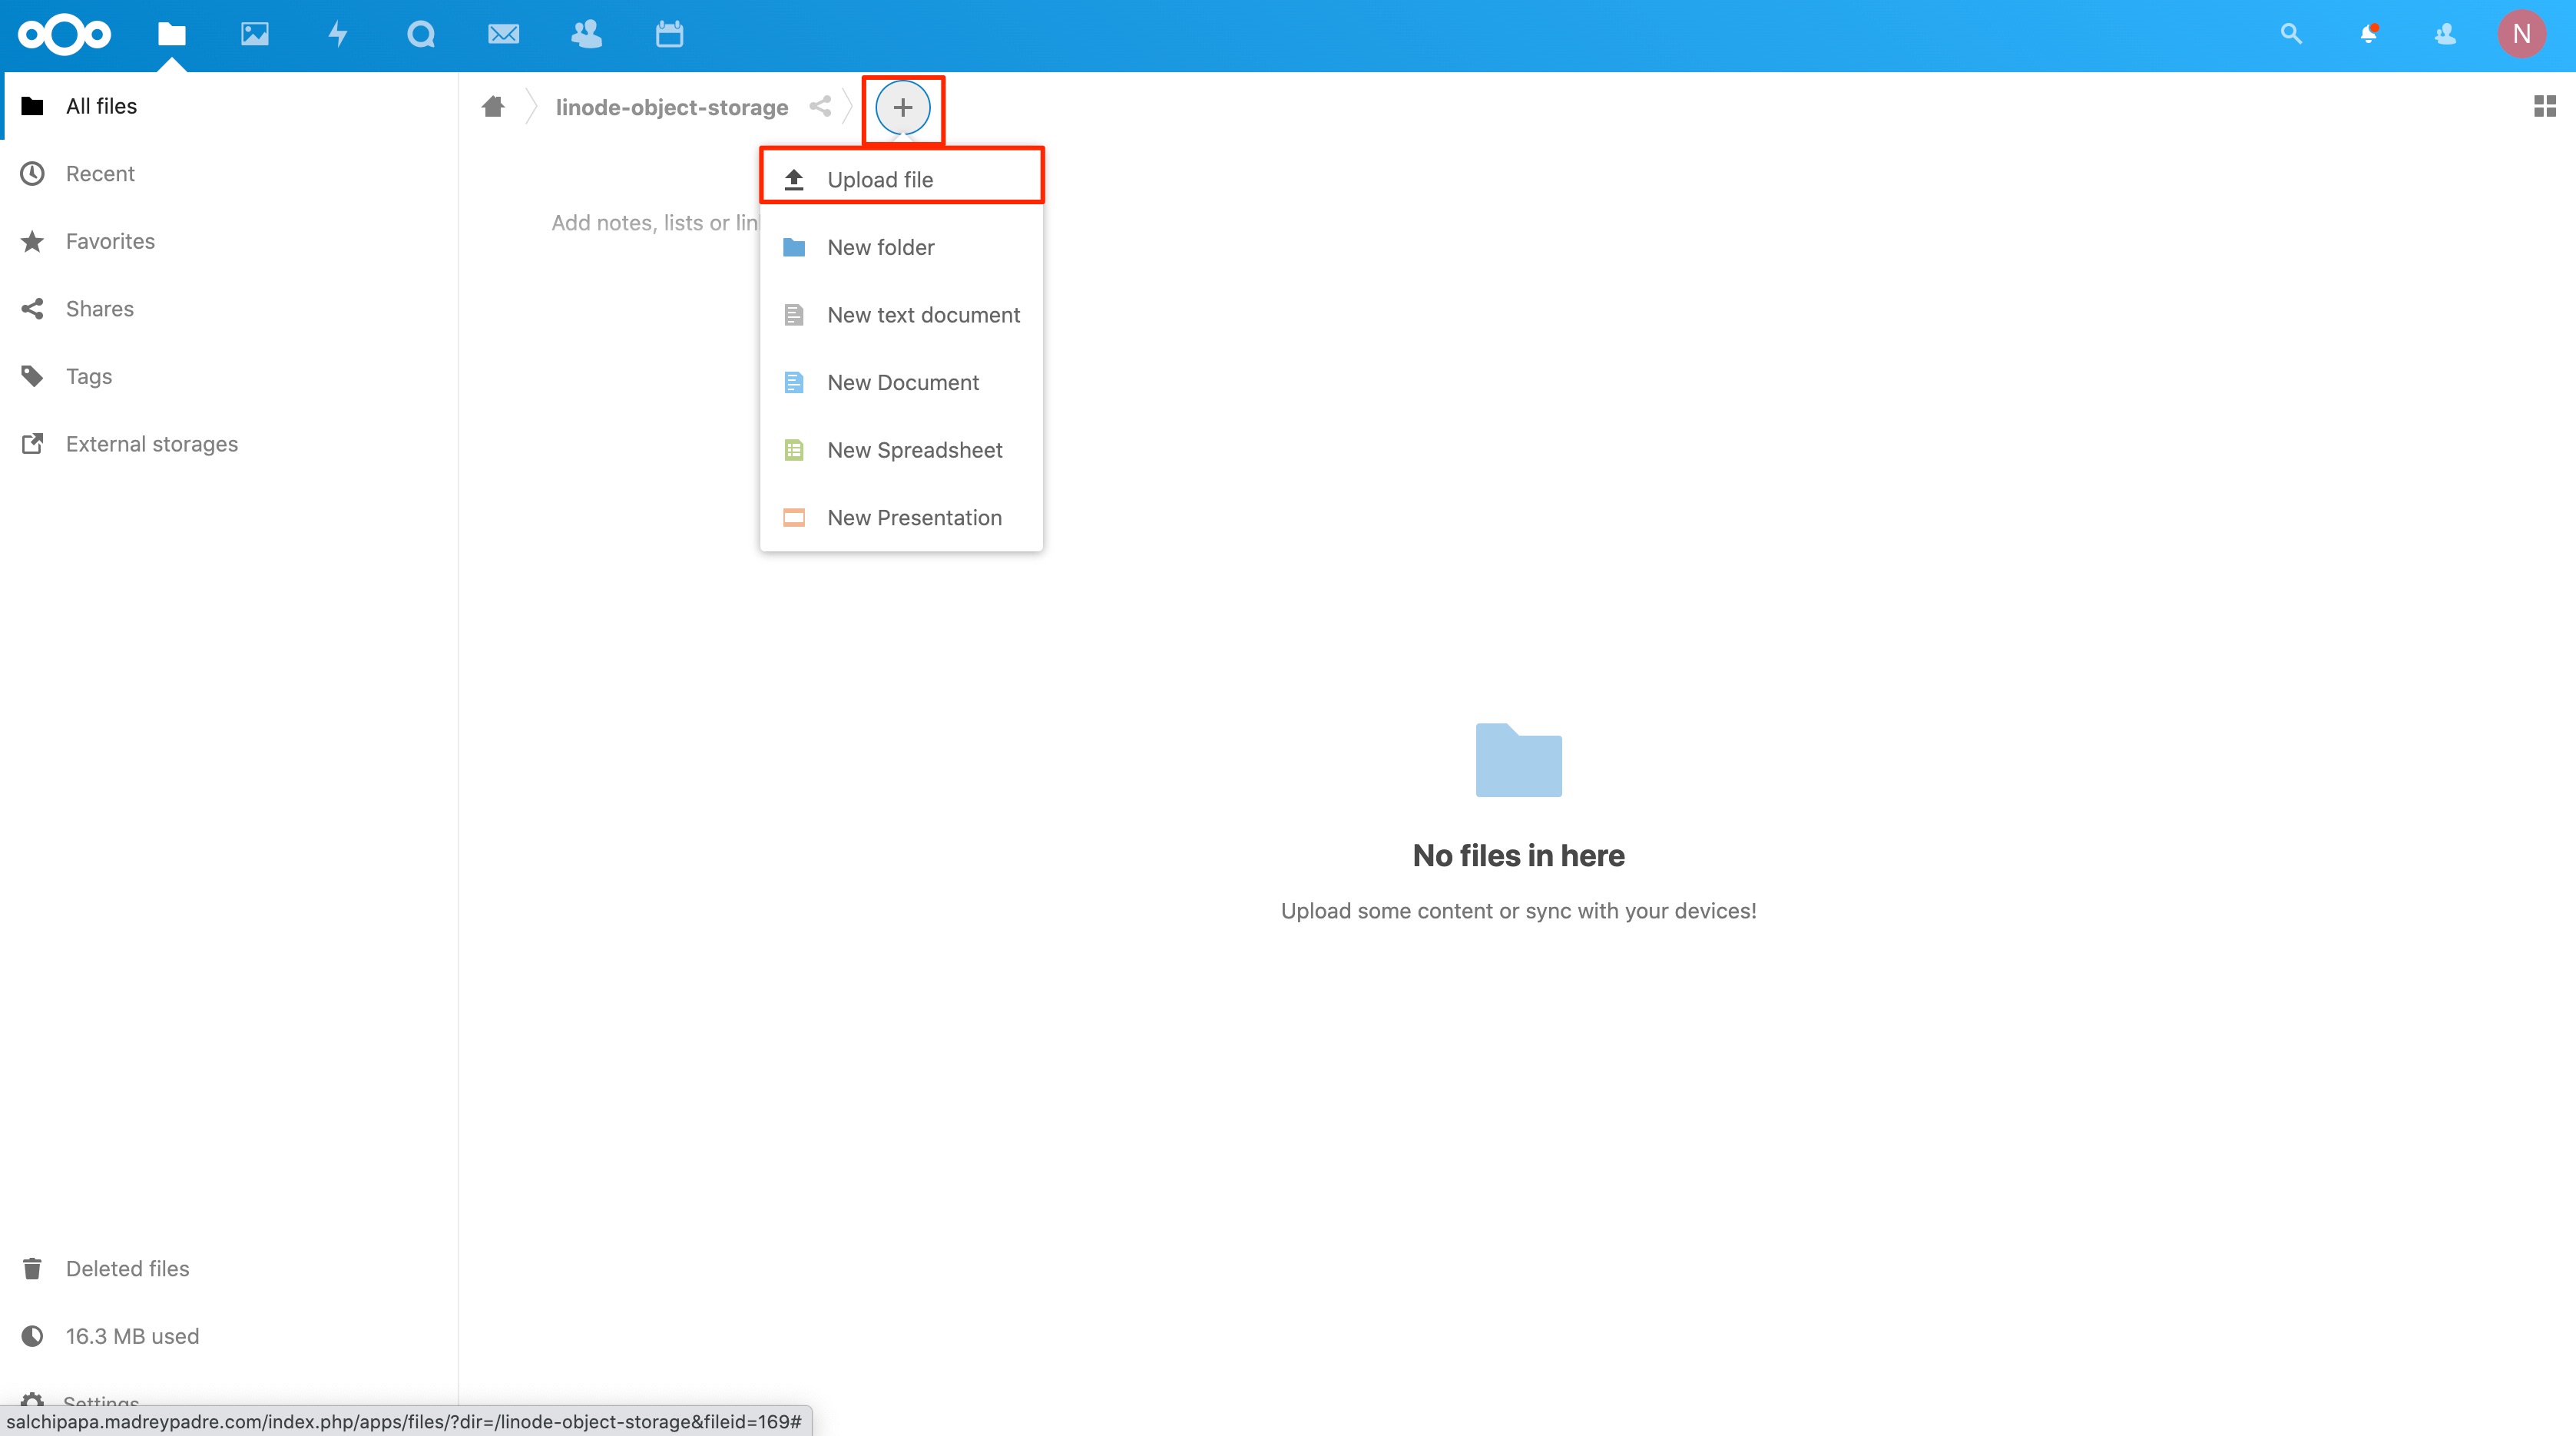 N
All files
Recent
Favorites
Shares
Tags
External storages
linode-object-storage
Upload file
Add notes, lists or lin
New folder
New text document
New Document
New Spreadsheet
New Presentation
No files in here
Upload some content or sync with your devices!
Deleted files
16.3 MB used
Settings
salchipapa.madreypadre.com/index.php/apps/files/?dir=/linode-object-storage&fileid=169#